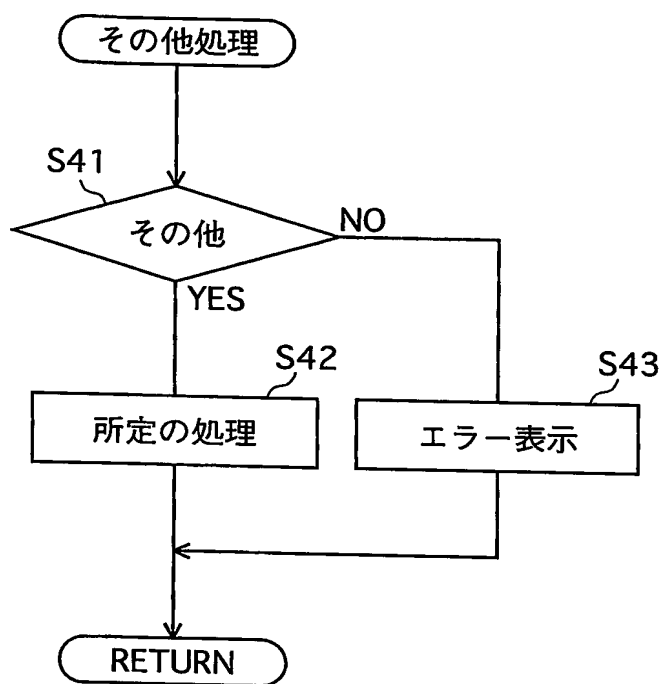 その他処理
S41
その他
NO
YES
S42
S43
所定の処理
エラー表示
RETURN